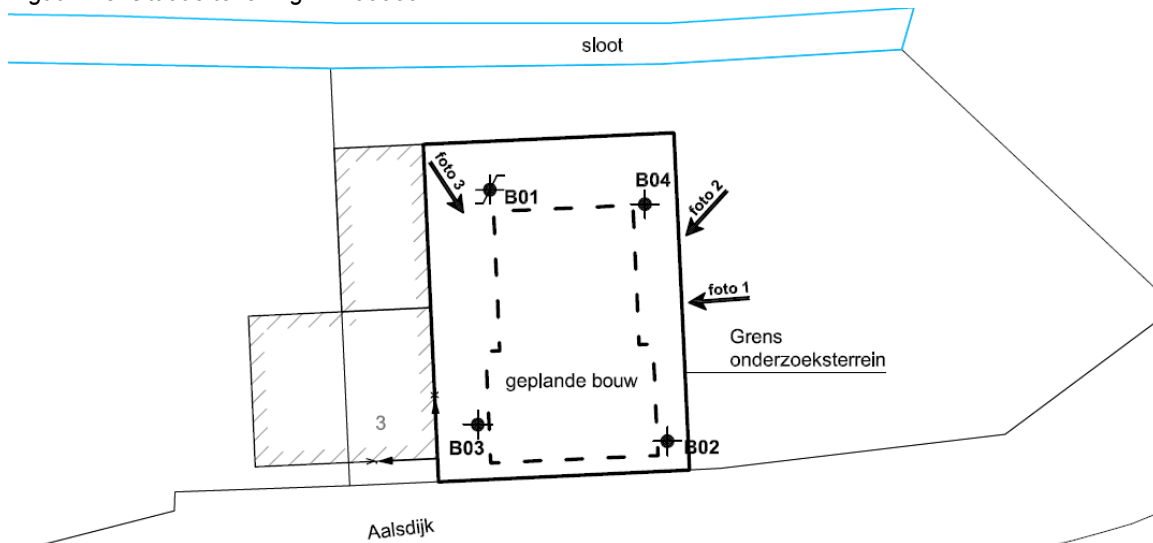 sloot
foto 3
B01
B04
foto 2
foto 1
Grens
onderzoeksterrein
geplande bouw
3
B03
B02
Aalsdijk